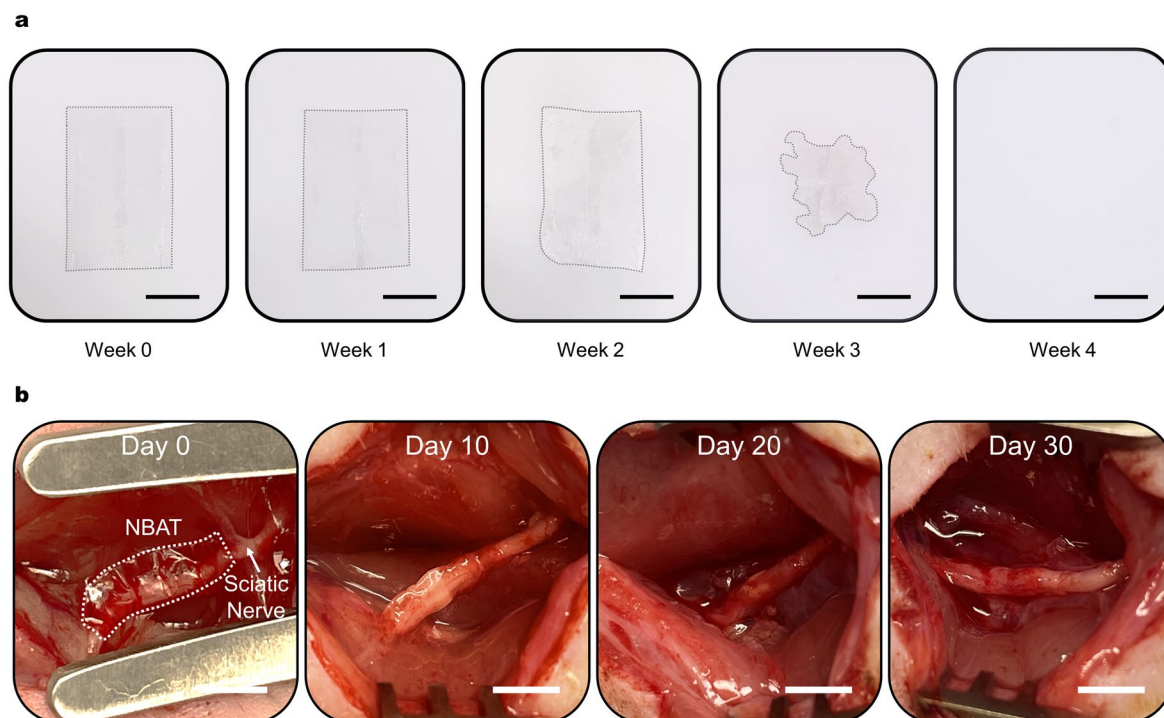 a
Week 0
Week 1
Week 2
Week 3
Week 4
b
Day 0
Day 10
Day 20
Day 30
NBAT
Sciatic
Nerve